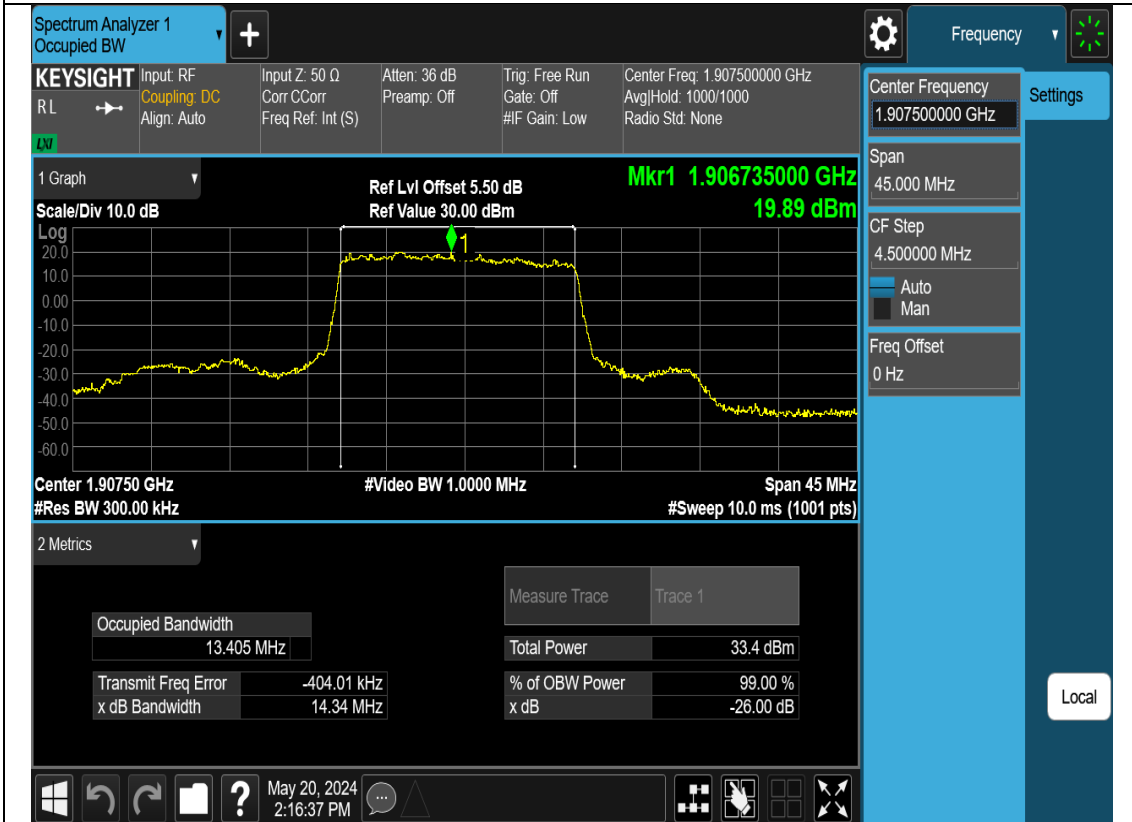 Spectrum Analyzer 1
Occupied BW
+
Frequency
KEYSIGHT
RL
LXI
Input: RF
Coupling: DC
Align: Auto
Input Z: 50 Ω
Corr CCorr
Freq Ref: Int (S)
Atten: 36 dB
Preamp: Off
Trig: Free Run
Gate: Off
#IF Gain: Low
Center Freq: 1.907500000 GHz
Avg|Hold: 1000/1000
Radio Std: None
Center Frequency
1.907500000 GHz
Settings
Span
45.000 MHz
CF Step
4.500000 MHz
Auto
Man
Freq Offset
0 Hz
Local
1 Graph
Scale/Div 10.0 dB
Ref Lvl Offset 5.50 dB
Ref Value 30.00 dBm
Mkr1 1.906735000 GHz
19.89 dBm
Log
20.0
10.0
0.00
-10.0
-20.0
-30.0
-40.0
-50.0
-60.0
1
Center 1.90750 GHz
#Video BW 1.0000 MHz
Span 45 MHz
#Res BW 300.00 kHz
#Sweep 10.0 ms (1001 pts)
2 Metrics
Measure Trace Trace 1
Occupied Bandwidth
13.405 MHz
Total Power 33.4 dBm
Transmit Freq Error -404.01 kHz
% of OBW Power 99.00 %
x dB Bandwidth 14.34 MHz
x dB -26.00 dB
?
May 20, 2024
2:16:37 PM